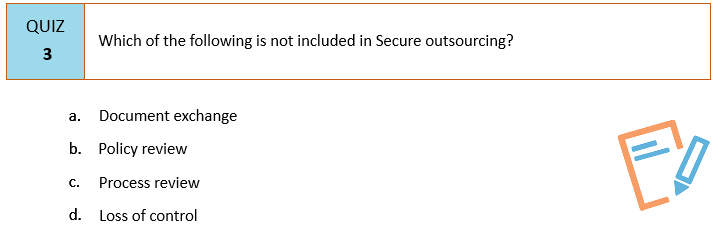 QUIZ
3
Which of the following is not included in Secure outsourcing?
a. Document exchange
b. Policy review
c. Process review
d. Loss of control